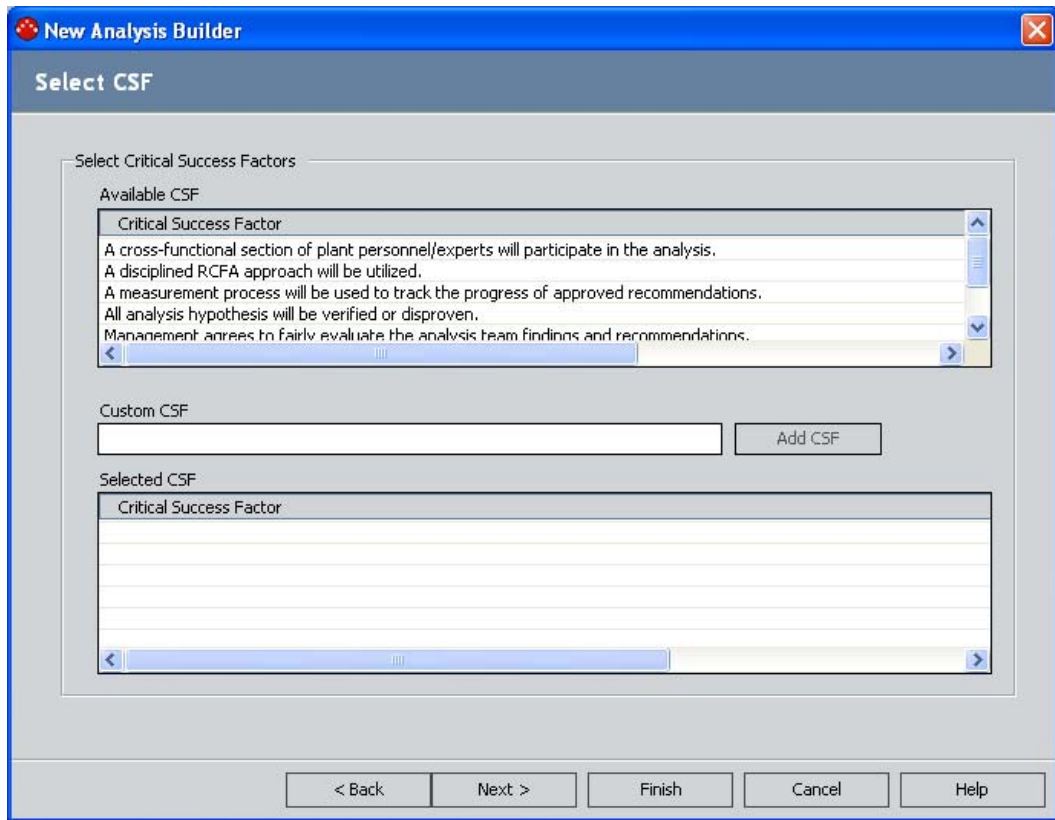 New Analysis Builder
Select CSF
Select Critical Success Factors
Available CSF
Critical Success Factor
A cross-functional section of plant personnel/experts will participate in the analysis.
A disciplined RCFA approach will be utilized.
A measurement process will be used to track the progress of approved recommendations.
All analysis hypothesis will be verified or disproven.
Management agrees to fairly evaluate the analysis team findings and recommendations.
Custom CSF
Add CSF
Selected CSF
Critical Success Factor
< Back Next > Finish Cancel Help